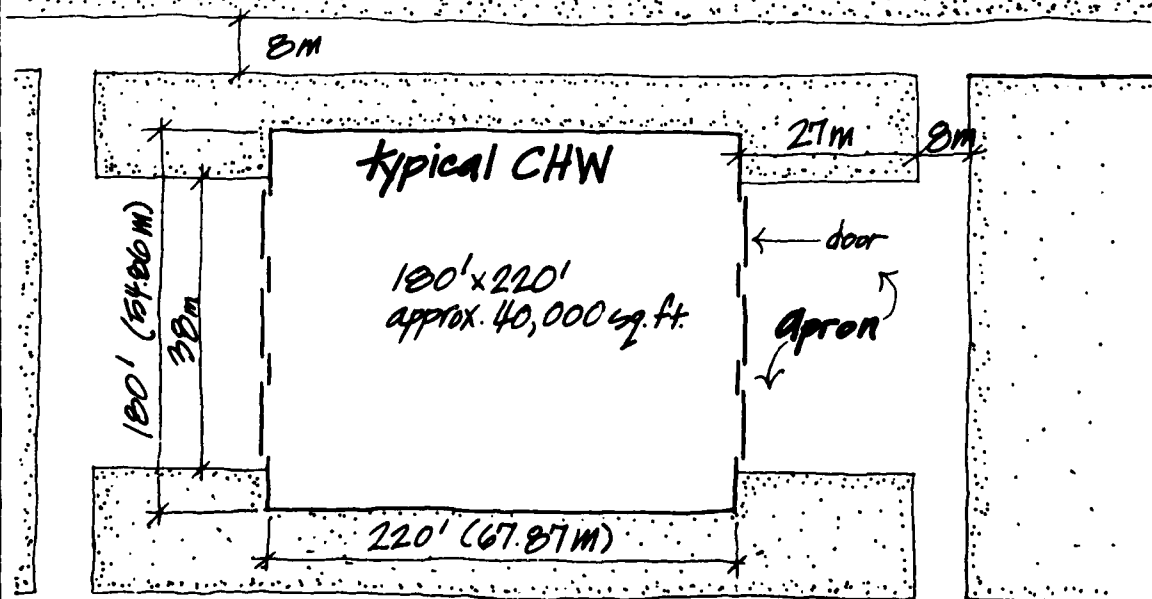 8m
27m
8m
typical CHW
door
180' (54.86m)
38m
180'x220'
approx. 40,000 sq.ft.
apron
220' (67.87m)